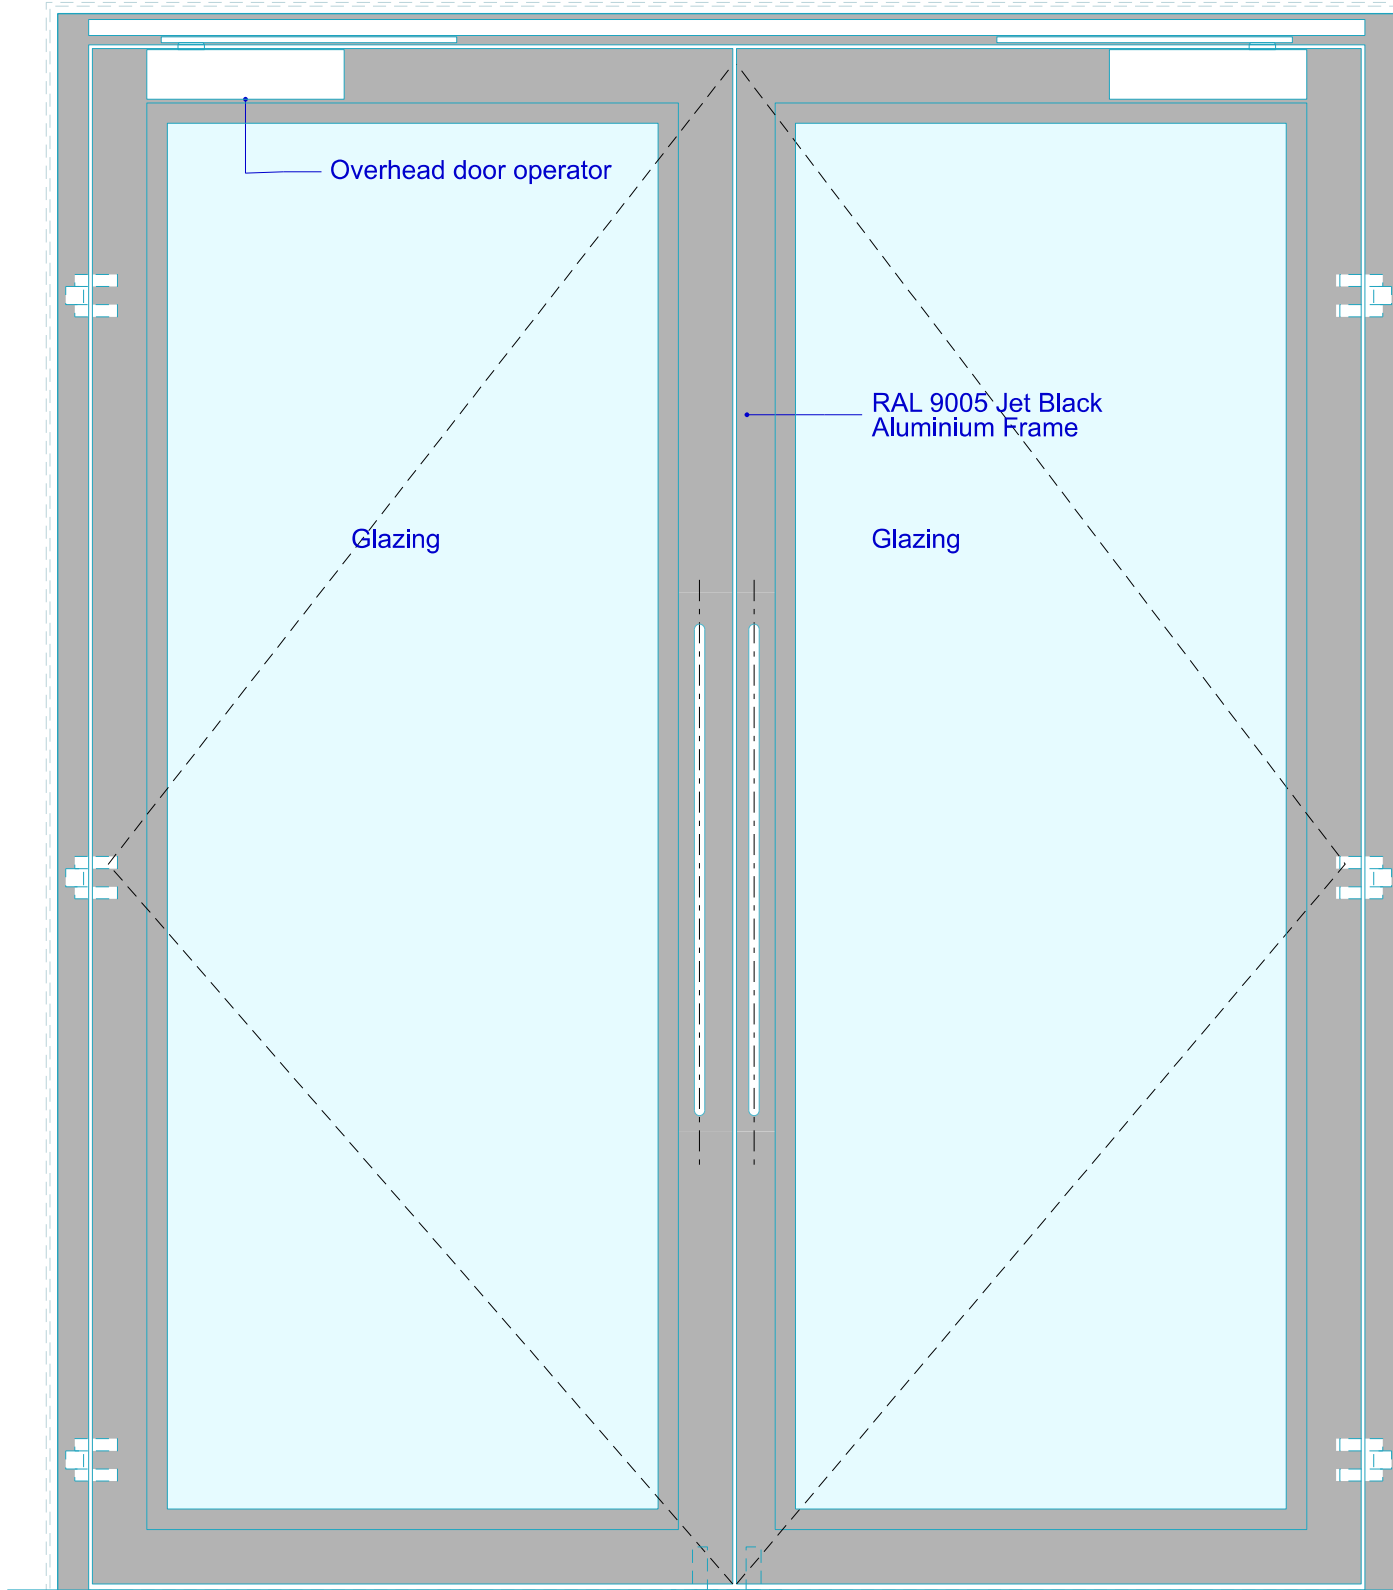 Overhead door operator
RAL 9005 Jet Black
Aluminium Frame
Glazing
Glazing